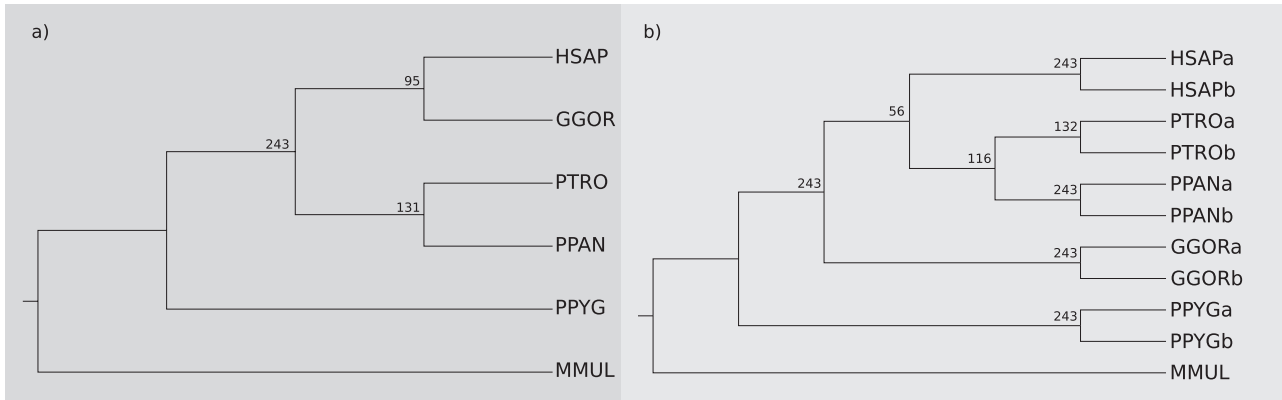 a)
HSAP
95
GGOR
243
PTRO
131
PPAN
PPYG
MMUL
b)
HSAPa
243
HSAPb
56
PTROa
132
PTROb
116
PPANa
243
243
PPANb
GGORa
243
GGORb
PPYGa
243
PPYGb
MMUL